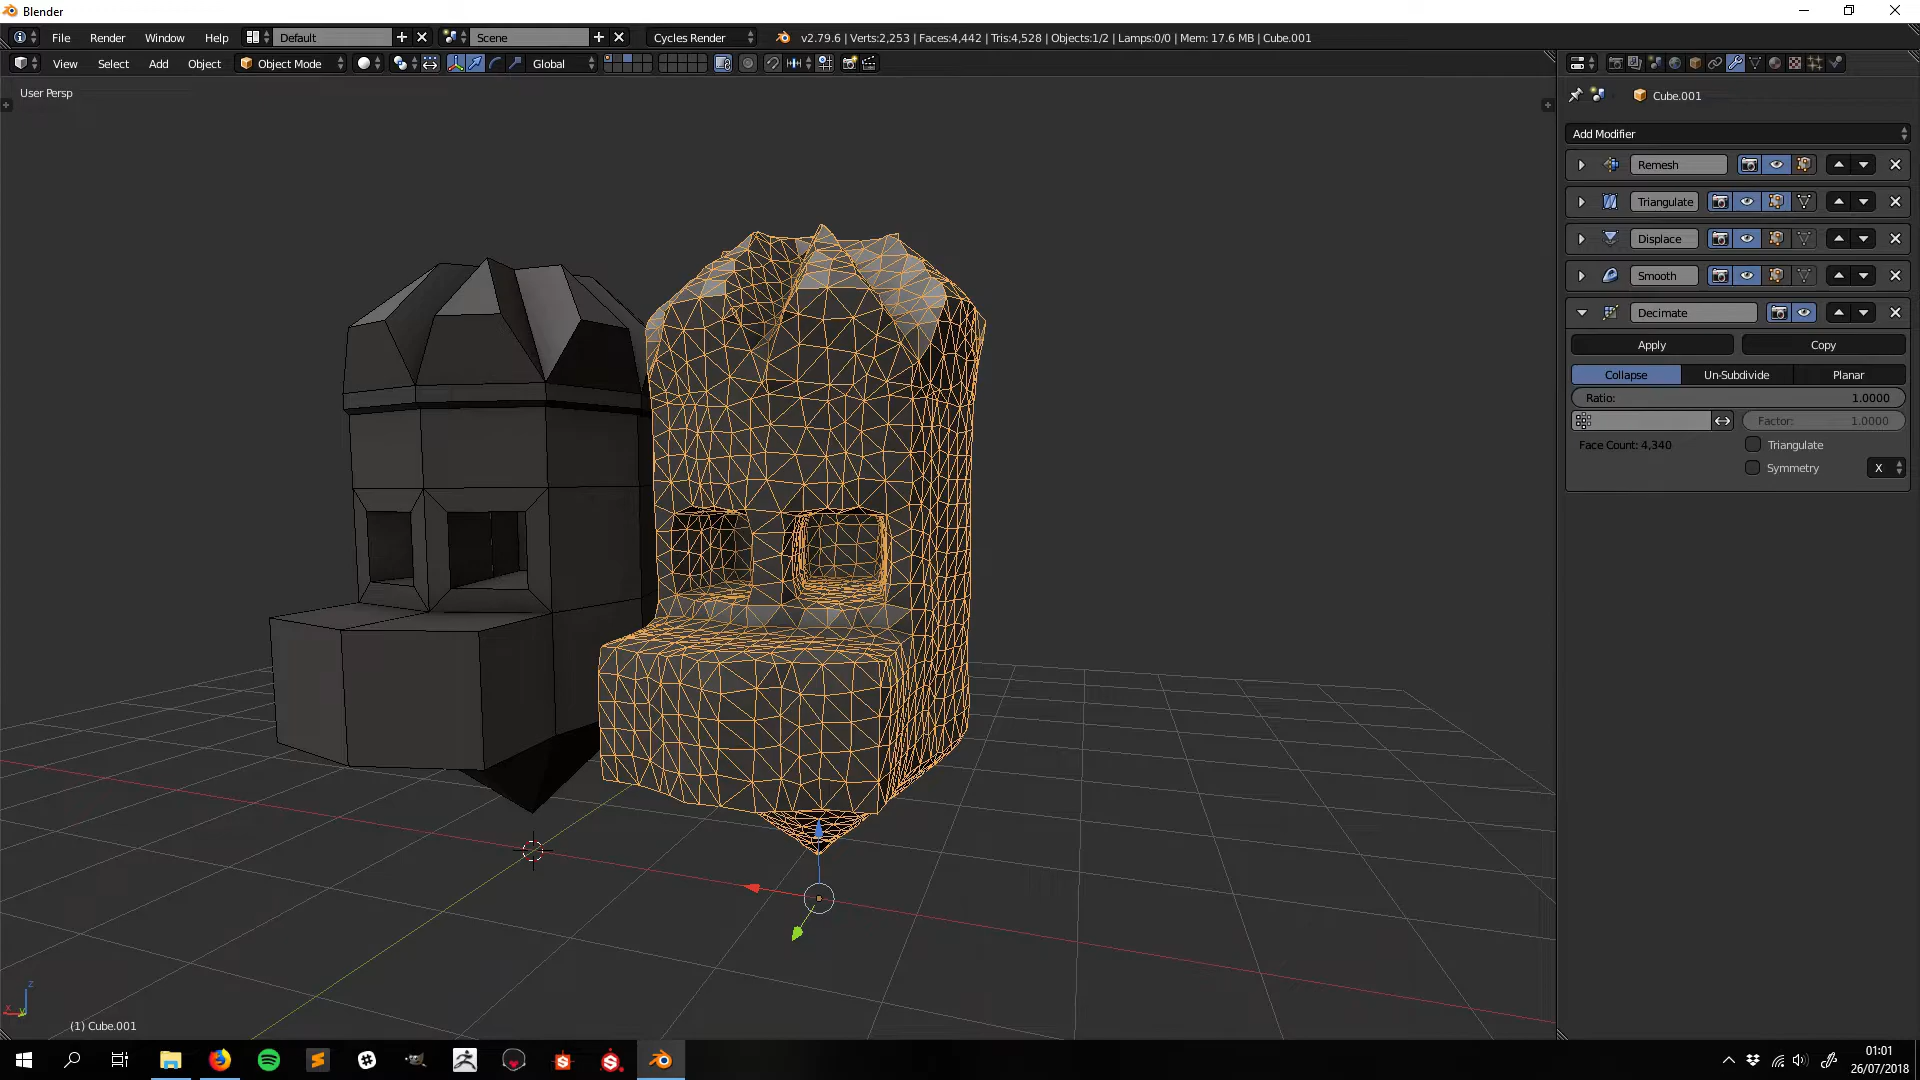 Blender
File Render Window Help Default Scene Cycles Render v2.79.6 | Verts:2,253 | Faces:4,442 | Tris:4,528 | Objects:1/2 | Lamps:0/0 | Mem: 17.6 MB | Cube.001
View Select Add Object Object Mode Global
User Persp
Cube.001
Add Modifier
Remesh
Triangulate
Displace
Smooth
Decimate
Apply Copy
Collapse Un-Subdivide Planar
Ratio: 1.0000
Factor: 1.0000
Face Count: 4,340 Triangulate
Symmetry X
z
x y
(1) Cube.001
01:01
26/07/2018